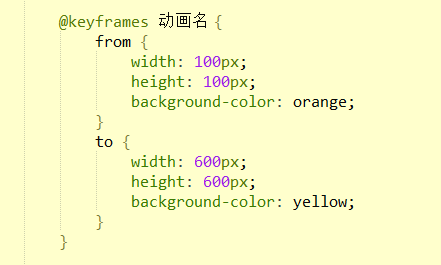 @keyframes 动画名 {
from {
width: 100px;
height: 100px;
background-color: orange;
}
to {
width: 600px;
height: 600px;
background-color: yellow;
}
}